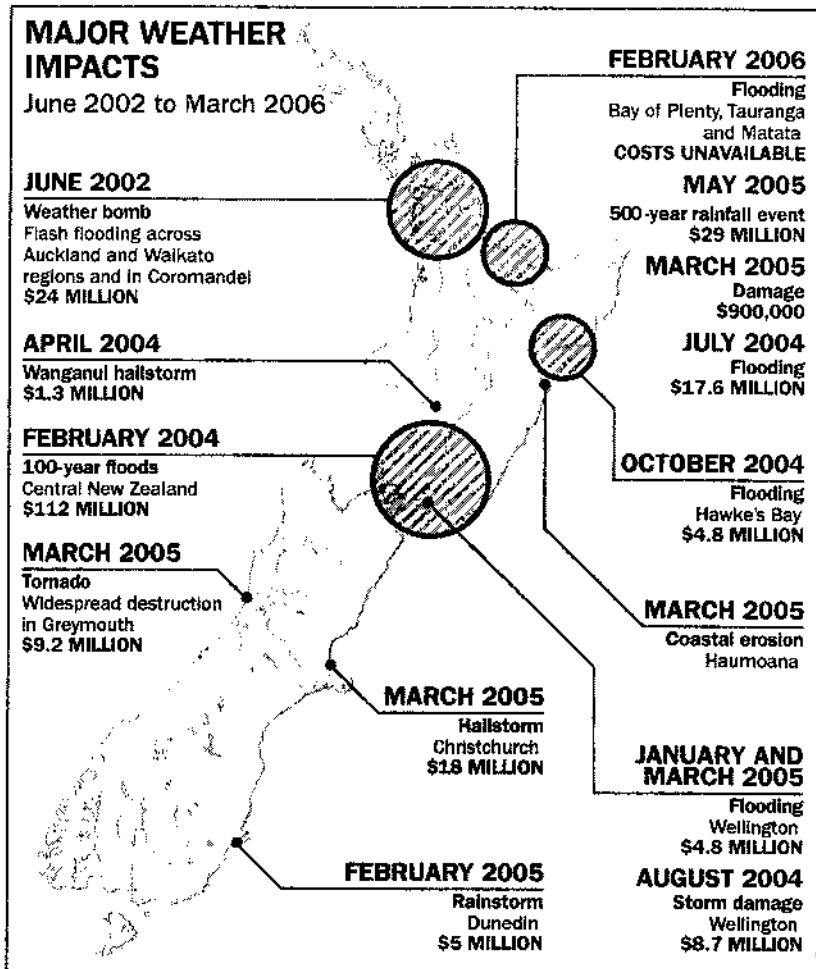 MAJOR WEATHER
IMPACTS
June 2002 to March 2006
JUNE 2002
Weather bomb
Flash flooding across
Auckland and Waikato
regions and in Coromandel
$24 MILLION
APRIL 2004
Wanganui hailstorm
$1.3 MILLION
FEBRUARY 2004
100-year floods
Central New Zealand
$112 MILLION
MARCH 2005
Tornado
Widespread destruction
in Greymouth
$9.2 MILLION
FEBRUARY 2006
Flooding
Bay of Plenty, Tauranga
and Matata
COSTS UNAVAILABLE
MAY 2005
500-year rainfall event
$29 MILLION
MARCH 2005
Damage
$900,000
JULY 2004
Flooding
$17.6 MILLION
OCTOBER 2004
Flooding
Hawke's Bay
$4.8 MILLION
MARCH 2005
Coastal erosion
Haumoana
MARCH 2005
Hailstorm
Christchurch
$18 MILLION
JANUARY AND
MARCH 2005
Flooding
Wellington
$4.8 MILLION
FEBRUARY 2005
Rainstorm
Dunedin
$5 MILLION
AUGUST 2004
Storm damage
Wellington
$8.7 MILLION